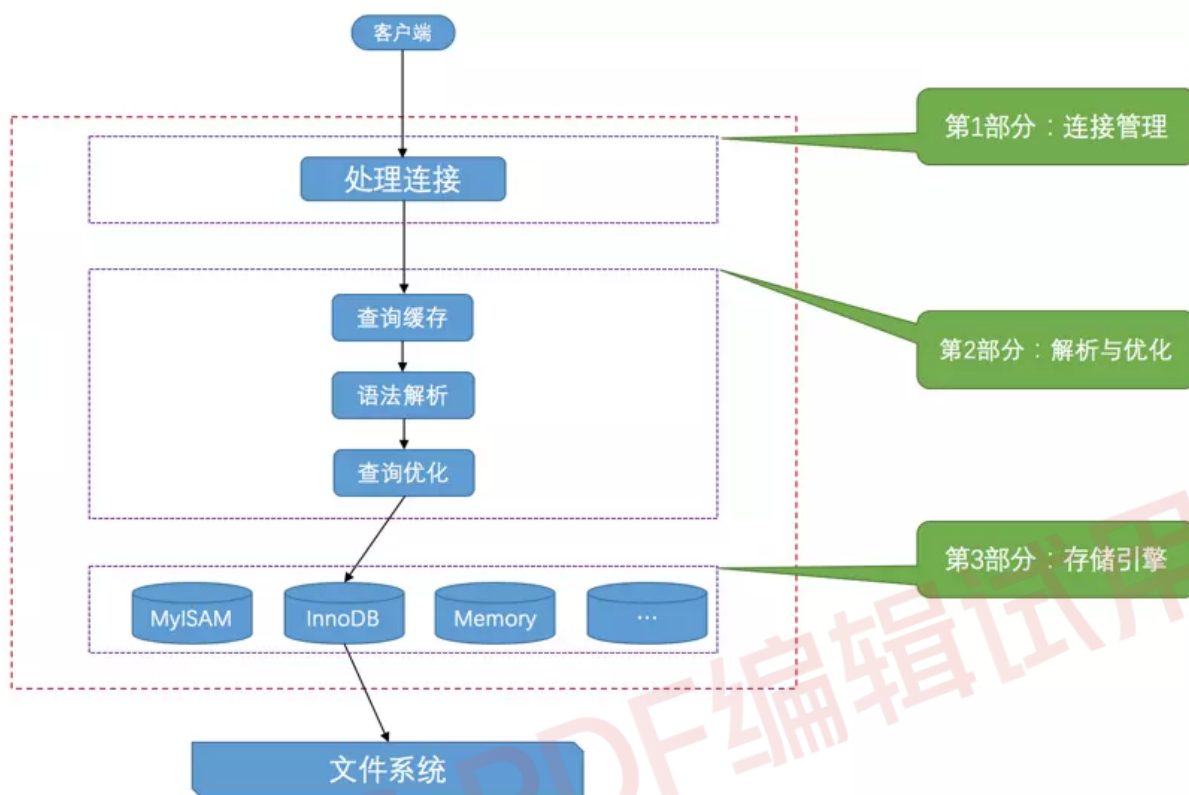 客户端
第1部分：连接管理
处理连接
查询缓存
第2部分：解析与优化
语法解析
查询优化
第3部分：存储引擎
MyISAM
InnoDB
Memory
...
文件系统
PDF编辑试用